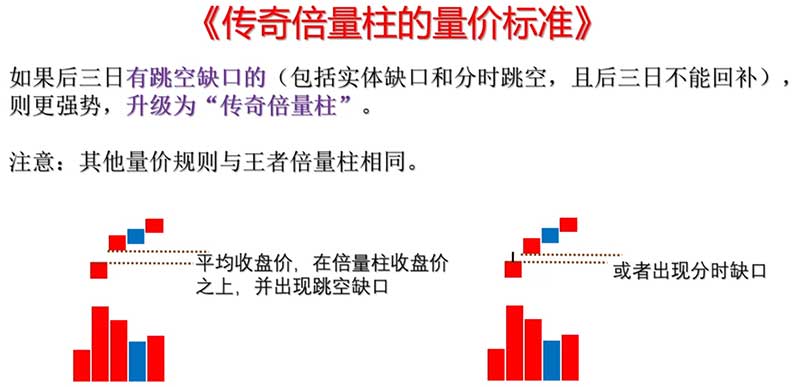 《传奇倍量柱的量价标准》
如果后三日有跳空缺口的（包括实体缺口和分时跳空，且后三日不能回补），
则更强势，升级为“传奇倍量柱”。
注意：其他量价规则与王者倍量柱相同。
平均收盘价，在倍量柱收盘价
之上，并出现跳空缺口
或者出现分时缺口